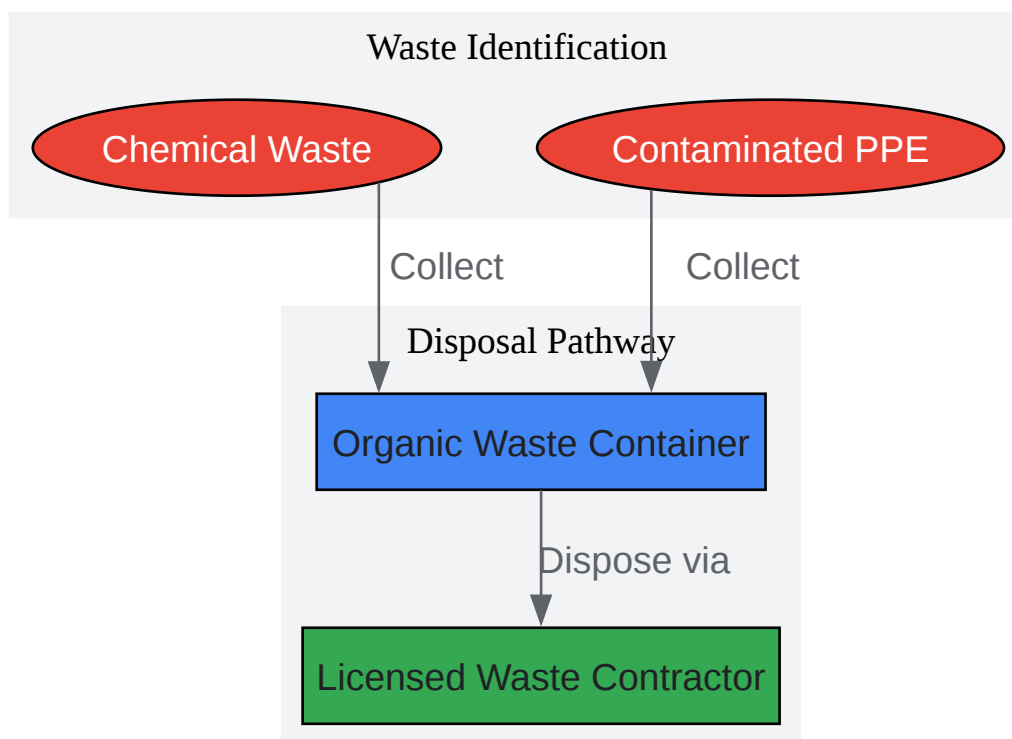 Waste Identification
Chemical Waste
Contaminated PPE
Collect
Collect
Disposal Pathway
Organic Waste Container
Dispose via
Licensed Waste Contractor